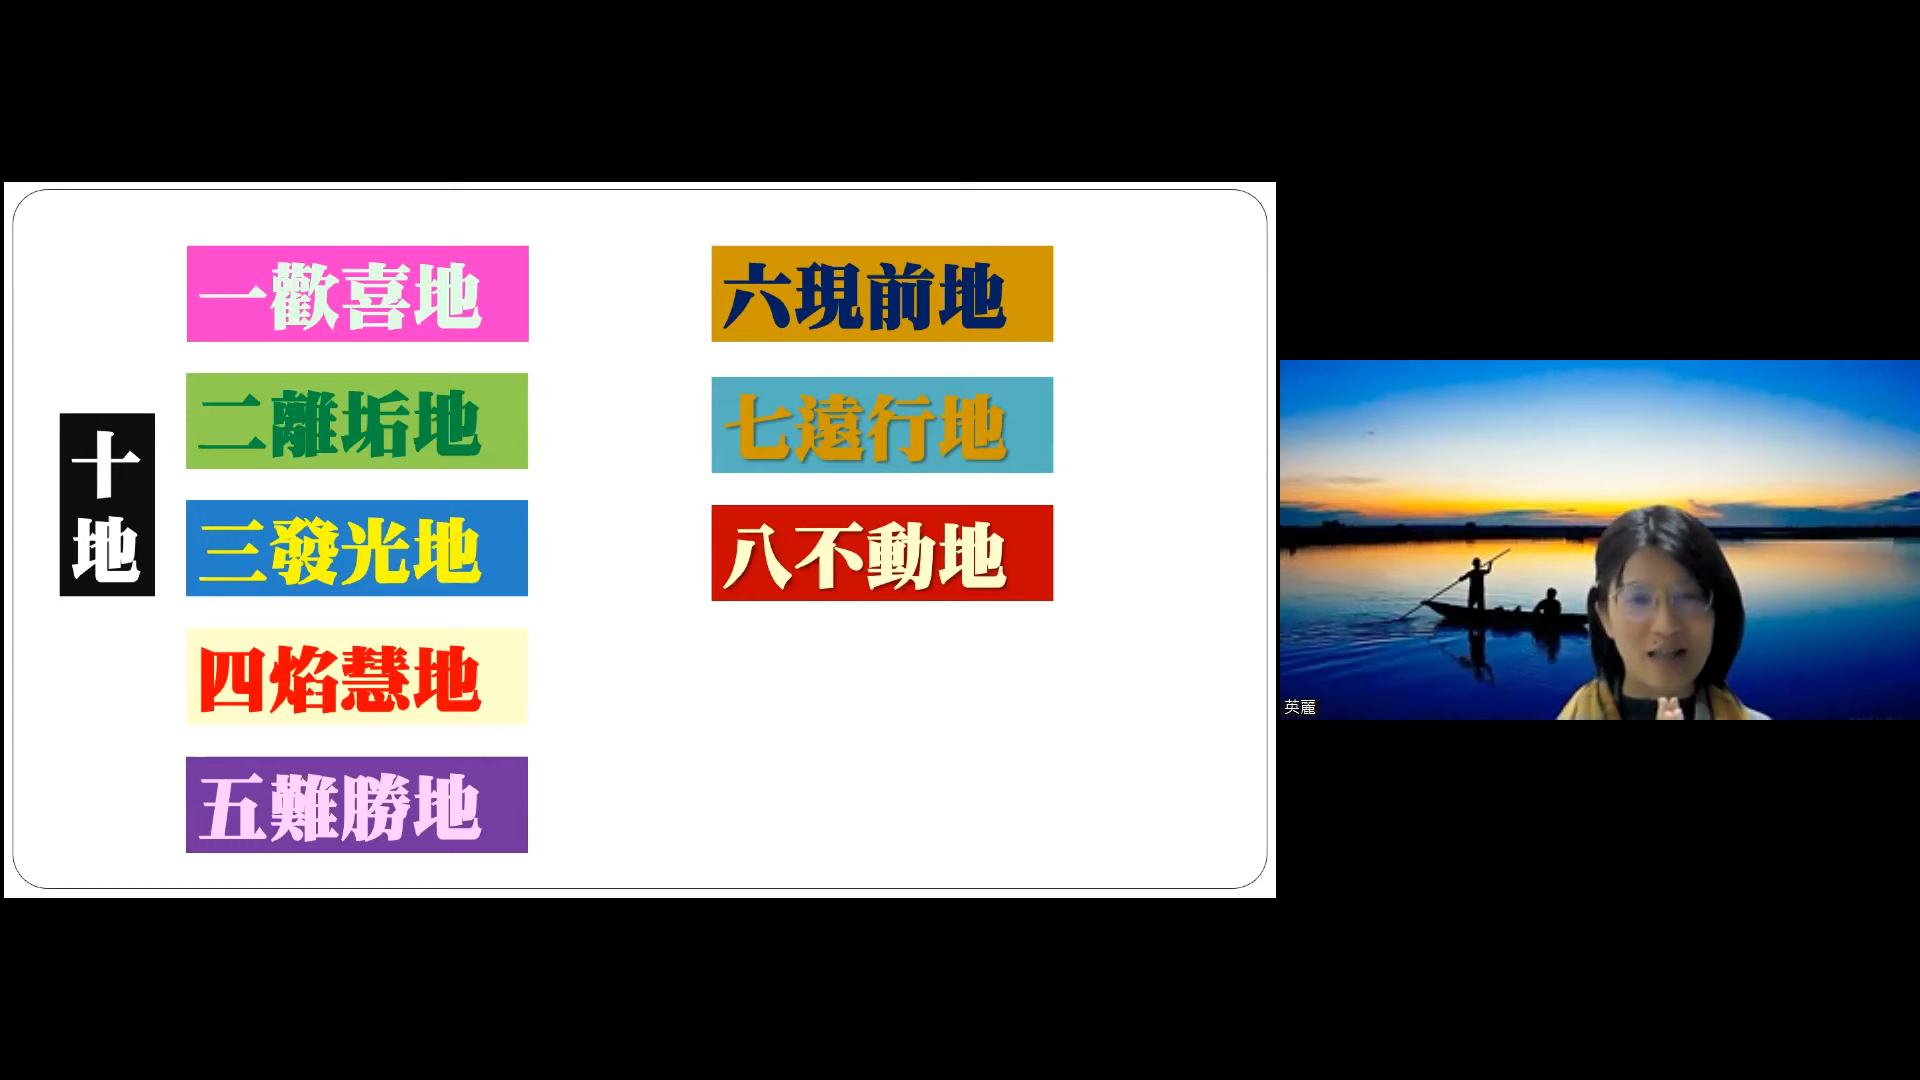 十地
一歡喜地
二離垢地
三發光地
四焰慧地
五難勝地
六現前地
七遠行地
八不動地
英麗